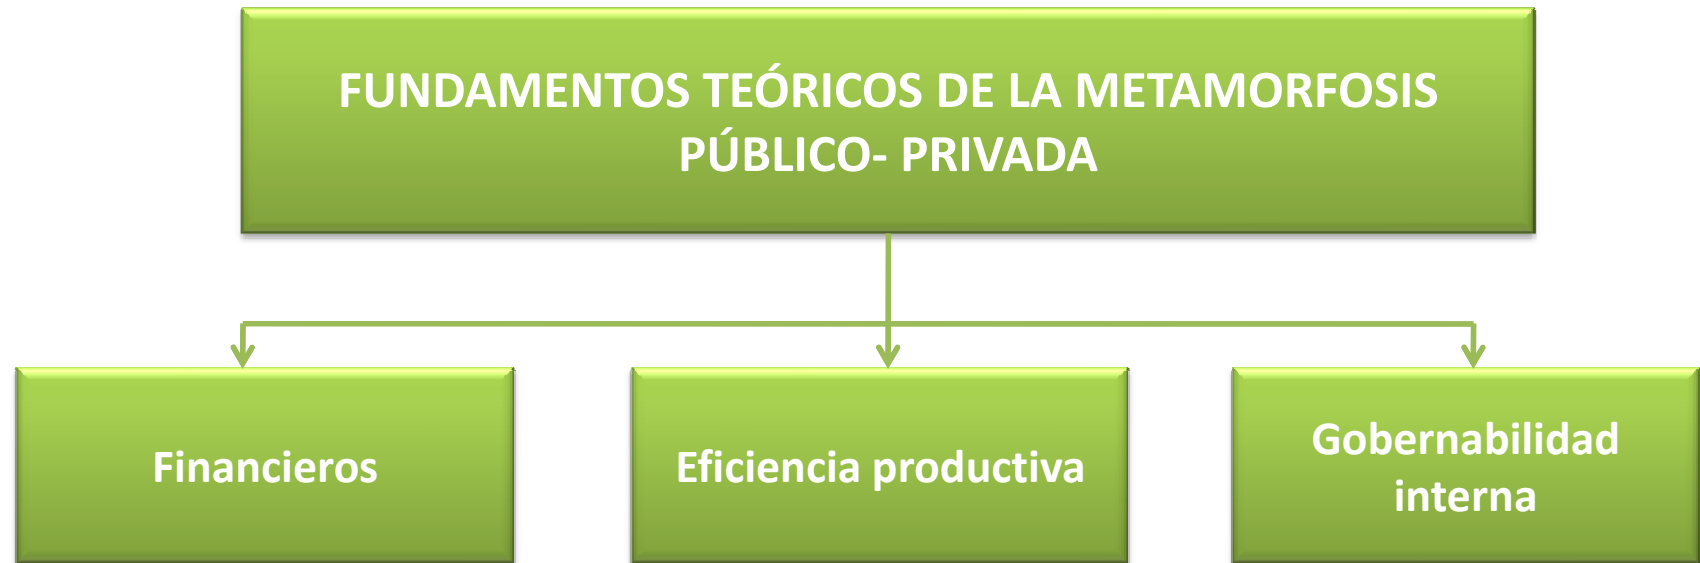 FUNDAMENTOS TEÓRICOS DE LA METAMORFOSIS
PÚBLICO- PRIVADA
Financieros
Eficiencia productiva
Gobernabilidad
interna